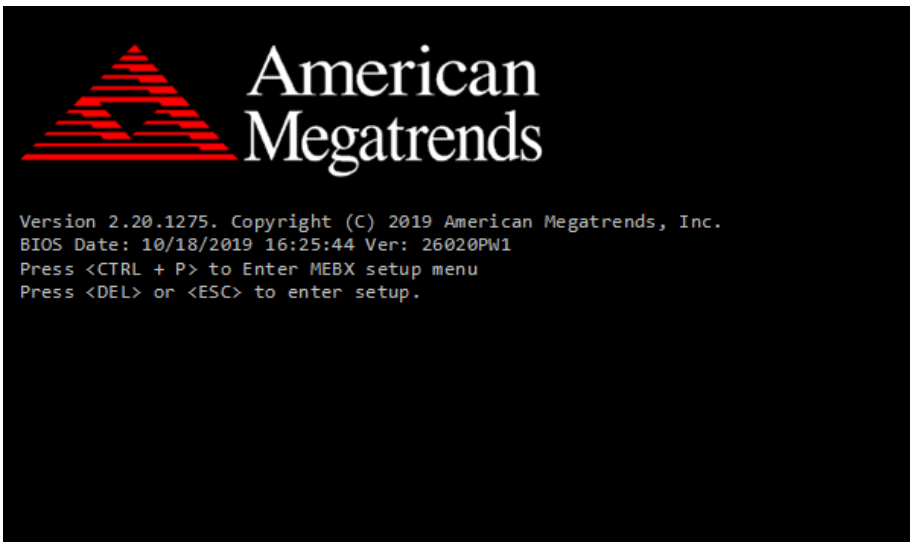 American
Megatrends
Version 2.20.1275. Copyright (C) 2019 American Megatrends, Inc.
BIOS Date: 10/18/2019 16:25:44 Ver: 26020PW1
Press <CTRL + P> to Enter MEBX setup menu
Press <DEL> or <ESC> to enter setup.